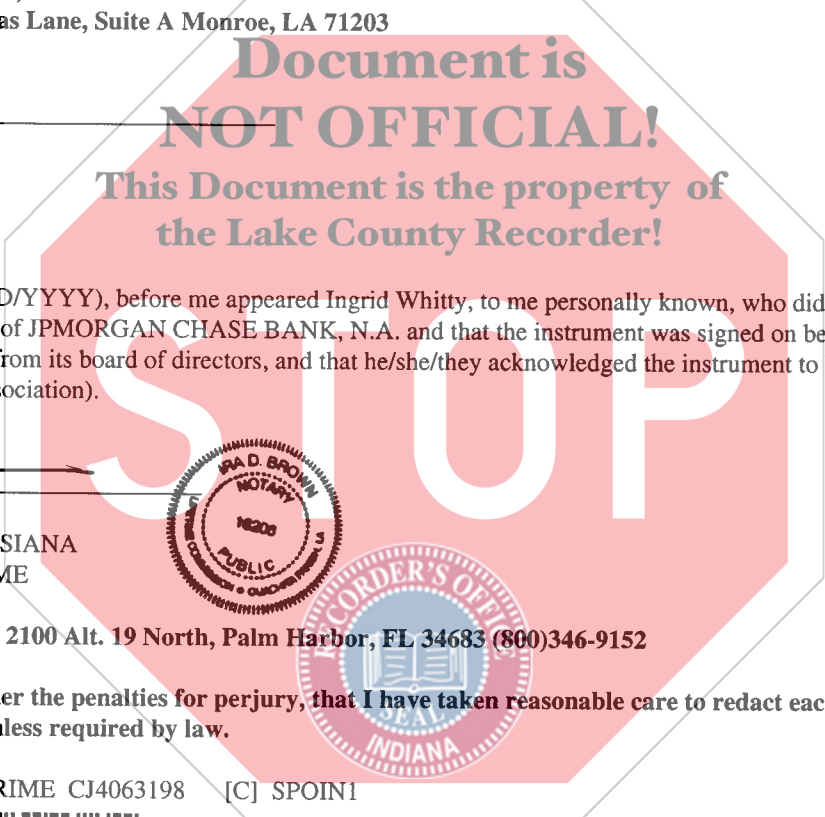 as Lane, Suite A Monroe, LA 71203
Document is
NOT OFFICIAL!
This Document is the property of
the Lake County Recorder!
D/YYYY), before me appeared Ingrid Whitty, to me personally known, who did
of JPMORGAN CHASE BANK, N.A. and that the instrument was signed on be
from its board of directors, and that he/she/they acknowledged the instrument to
sociation).
STOP
RA D. BROWN
NOTARY
PUBLIC
SIANA
ME
RECORDER'S OFFICE
SEAL
INDIANA
2100 Alt. 19 North, Palm Harbor, FL 34683 (800)346-9152
er the penalties for perjury, that I have taken reasonable care to redact eac
less required by law.
RIME CJ4063198 [C] SPOIN1